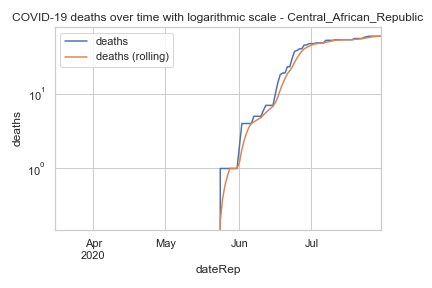 COVID-19 deaths over time with logarithmic scale - Central_African_Republic
deaths
deaths (rolling)
deaths
10¹
10⁰
Apr
2020
May
Jun
Jul
dateRep